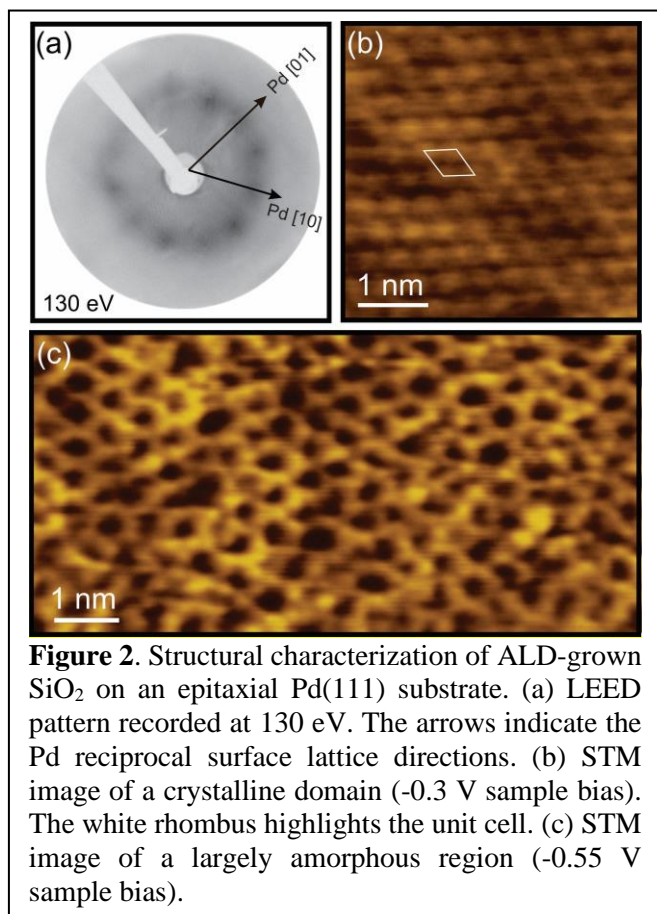 (a)
Pd [01]
Pd [10]
130 eV
(b)
1 nm
(c)
1 nm
Figure 2. Structural characterization of ALD-grown
SiO₂ on an epitaxial Pd(111) substrate. (a) LEED
pattern recorded at 130 eV. The arrows indicate the
Pd reciprocal surface lattice directions. (b) STM
image of a crystalline domain (-0.3 V sample bias).
The white rhombus highlights the unit cell. (c) STM
image of a largely amorphous region (-0.55 V
sample bias).